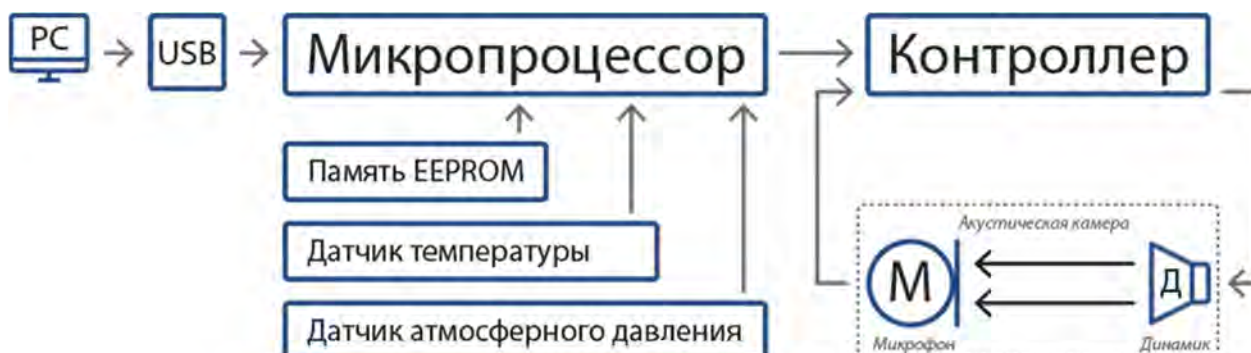 PC
USB
Микропроцессор
Контроллер
Память EEPROM
Датчик температуры
Датчик атмосферного давления
Акустическая камера
М
Д
Микрофон
Динамик